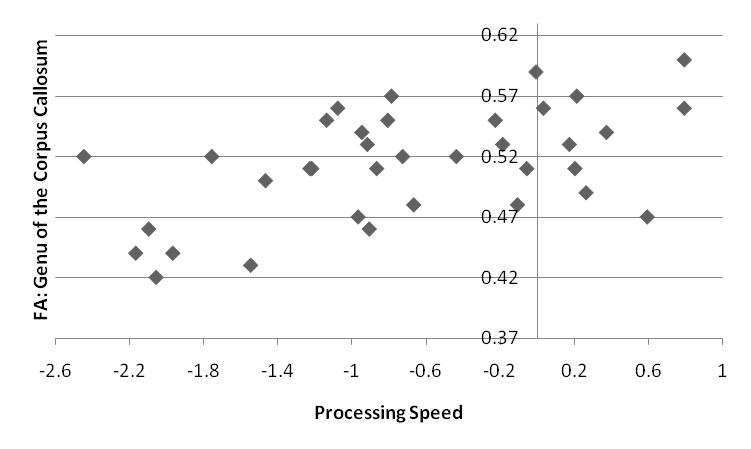 FA: Genu of the Corpus Callosum
0.62
0.57
0.52
0.47
0.42
0.37
-2.6 -2.2 -1.8 -1.4 -1 -0.6 -0.2 0.2 0.6 1
Processing Speed